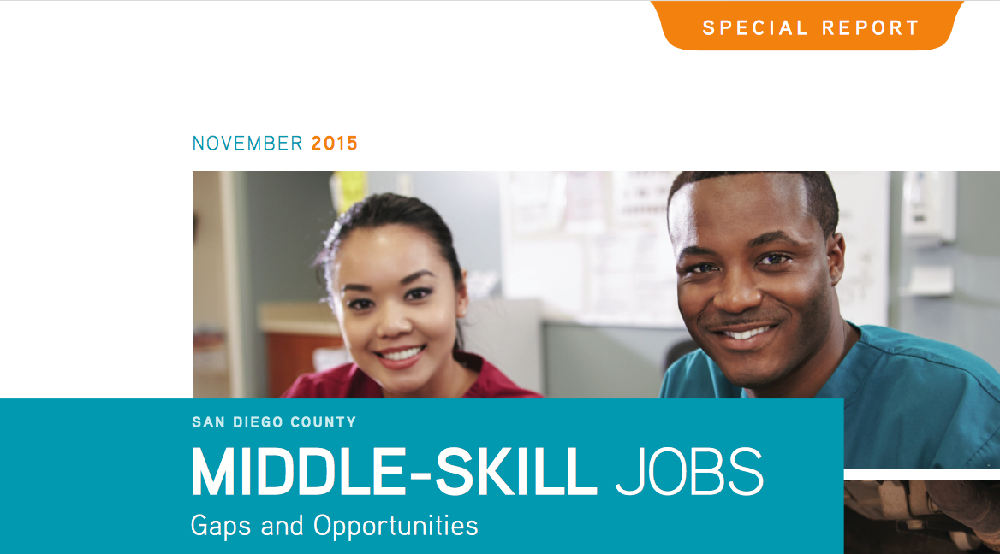 SPECIAL REPORT
NOVEMBER 2015
SAN DIEGO COUNTY
MIDDLE-SKILL JOBS
Gaps and Opportunities